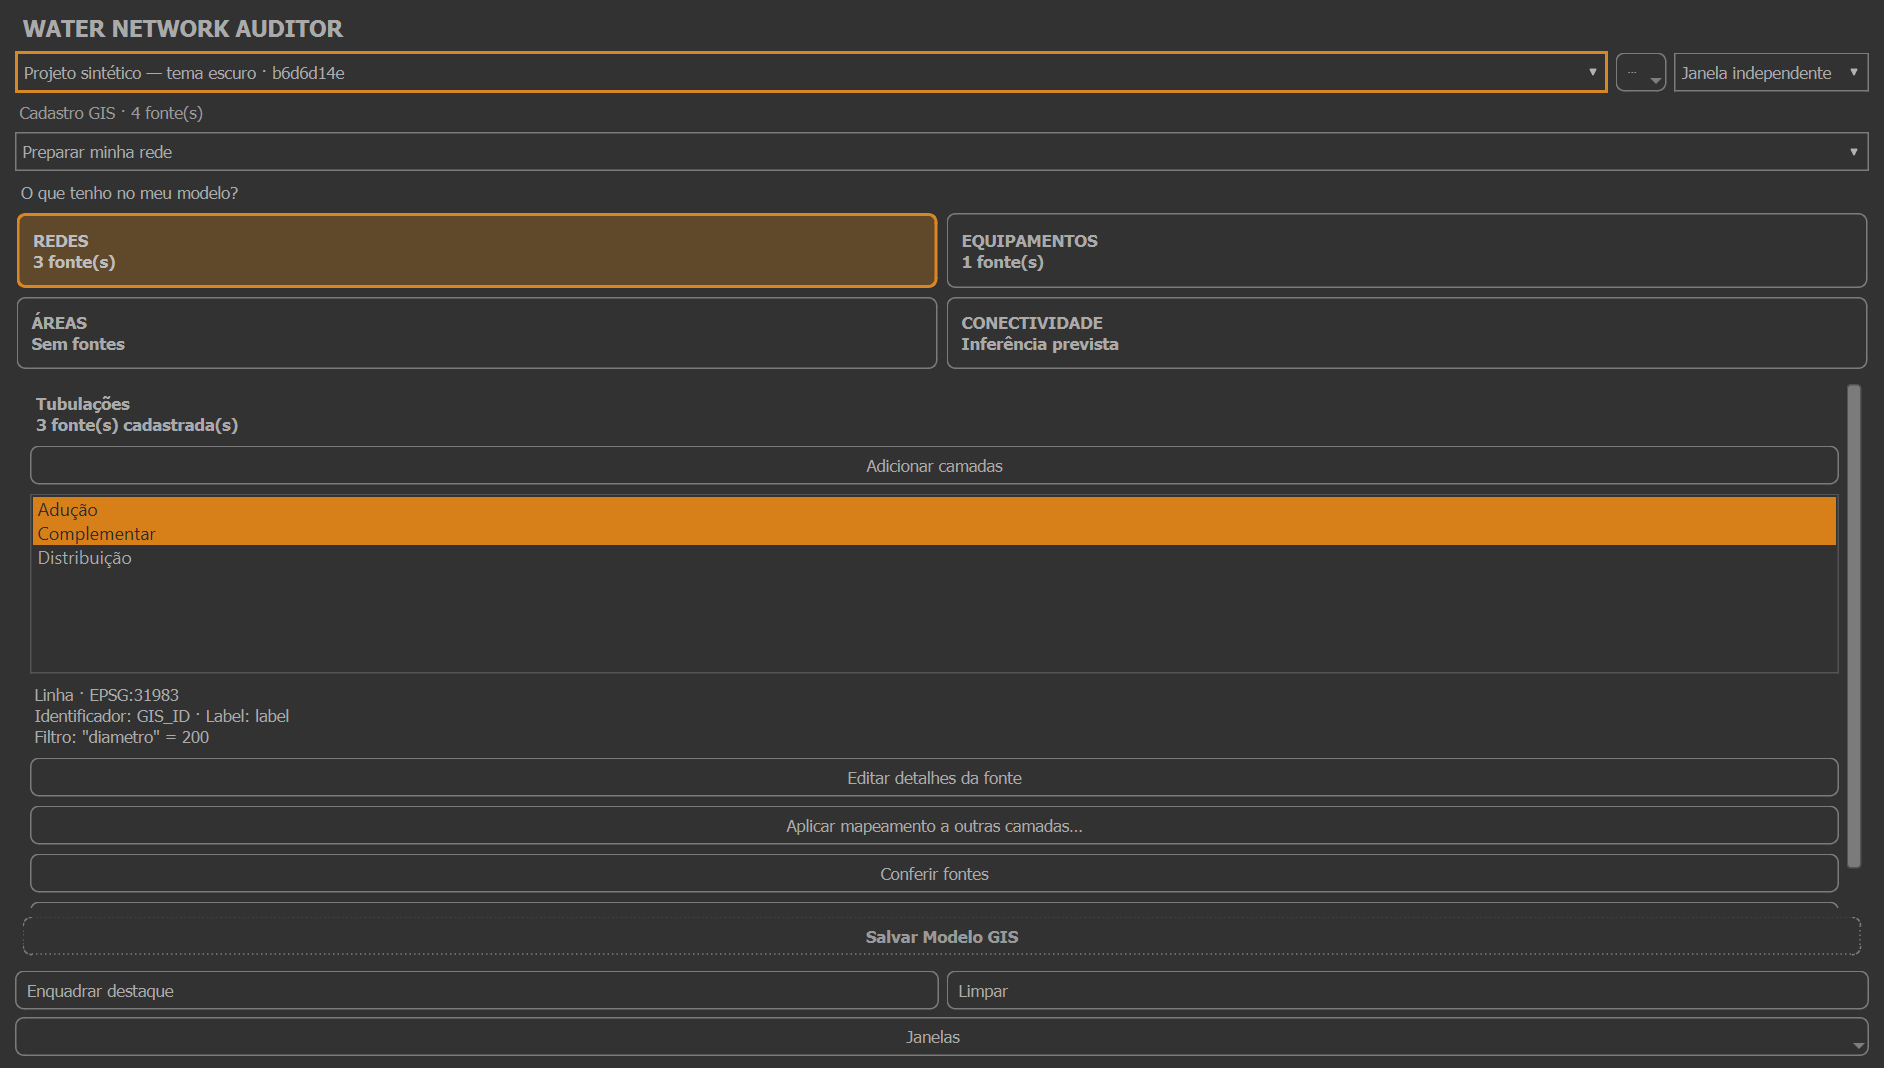 WATER NETWORK AUDITOR
Projeto sintético — tema escuro · b6d6d14e
...
Janela independente
Cadastro GIS · 4 fonte(s)
Preparar minha rede
O que tenho no meu modelo?
REDES
3 fonte(s)
EQUIPAMENTOS
1 fonte(s)
ÁREAS
Sem fontes
CONECTIVIDADE
Inferência prevista
Tubulações
3 fonte(s) cadastrada(s)
Adicionar camadas
Adução
Complementar
Distribuição
Linha · EPSG:31983
Identificador: GIS_ID · Label: label
Filtro: "diametro" = 200
Editar detalhes da fonte
Aplicar mapeamento a outras camadas...
Conferir fontes
Salvar Modelo GIS
Enquadrar destaque
Limpar
Janelas